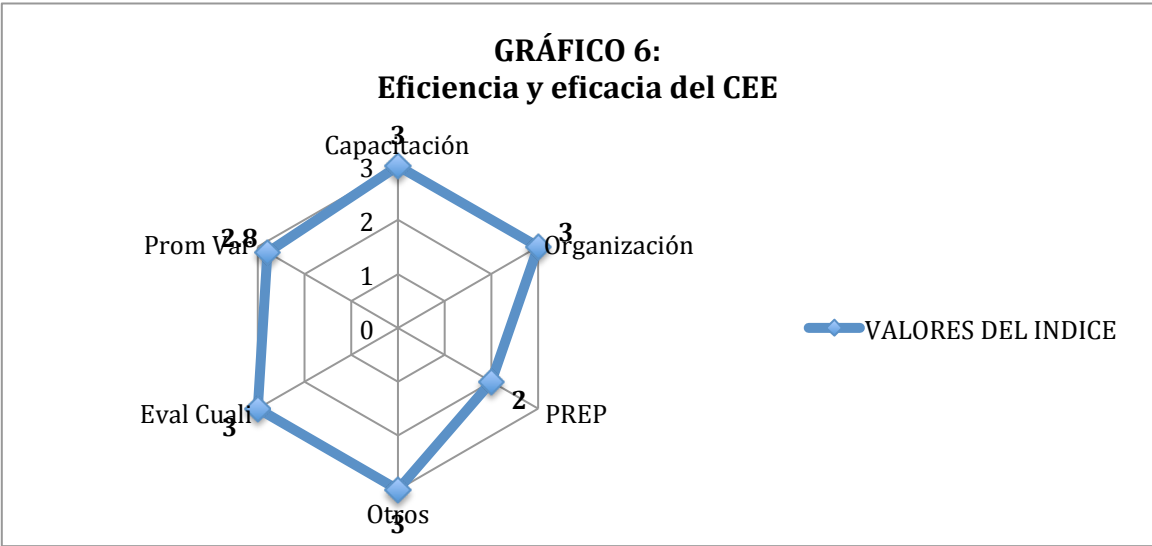 GRÁFICO 6:
Eficiencia y eficacia del CEE
3
Capacitación
3
2
1
0
3
Organización
2
PREP
Otros
3
Eval Cuali
3
Prom Val
2.8
VALORES DEL INDICE